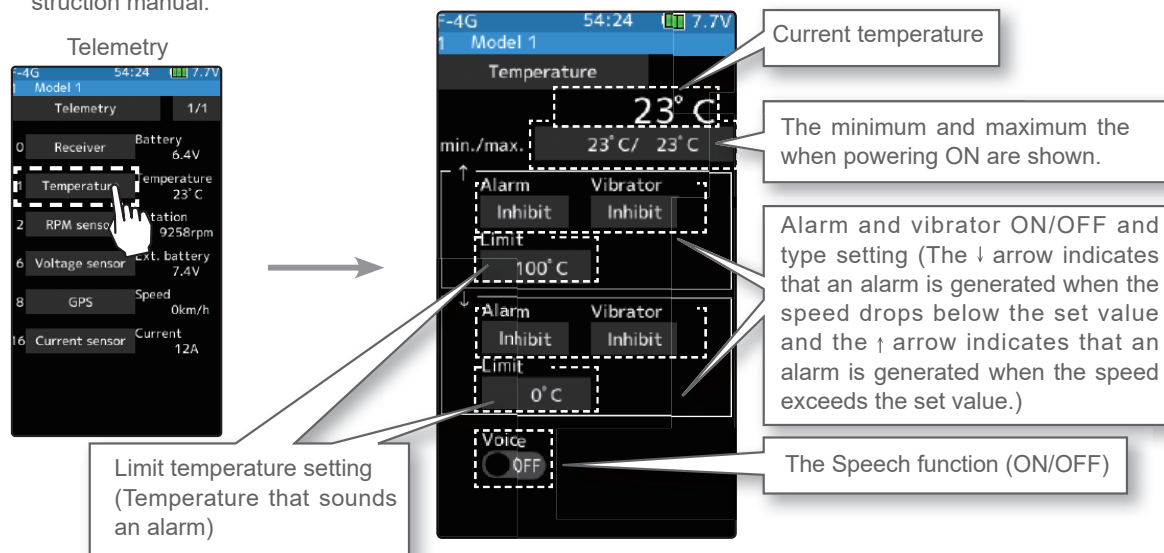 struction manual.
Telemetry
F-4G 54:24 7.7V
1 Model 1
Telemetry 1/1
0 Receiver Battery
6.4V
1 Temperature Temperature
23°C
2 RPM
9258rpm
6 Voltage sensor Ext. battery
7.4V
8 GPS Speed
0km/h
16 Current sensor Current
12A
F-4G 54:24 7.7V
1 Model 1
Temperature
23°C
min./max. 23°C/ 23°C
↑
Alarm Vibrator
Inhibit Inhibit
Limit
100°C
↓
Alarm Vibrator
Inhibit Inhibit
Limit
0°C
Voice
OFF
Current temperature
The minimum and maximum the
when powering ON are shown.
Alarm and vibrator ON/OFF and
type setting (The ↓ arrow indicates
that an alarm is generated when the
speed drops below the set value
and the ↑ arrow indicates that an
alarm is generated when the speed
exceeds the set value.)
The Speech function (ON/OFF)
Limit temperature setting
(Temperature that sounds
an alarm)